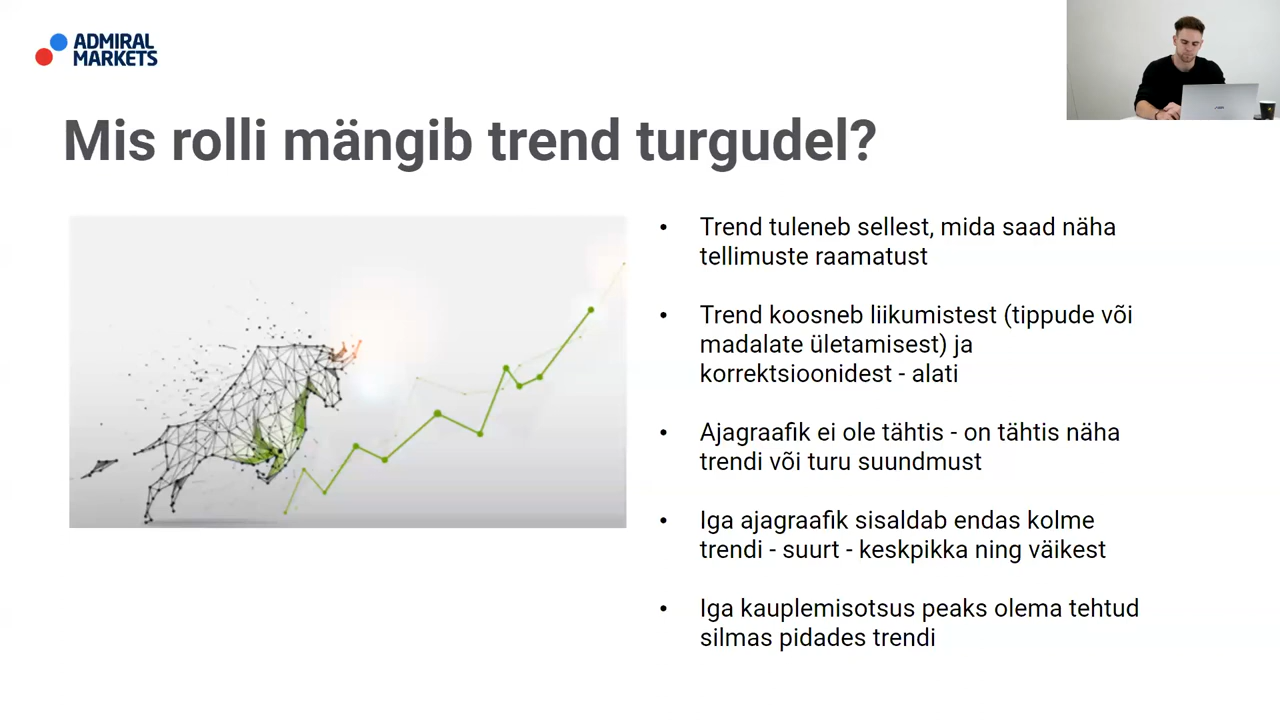 ADMIRAL
MARKETS
Mis rolli mängib trend turgudel?
• Trend tuleneb sellest, mida saad näha
tellimuste raamatust
• Trend koosneb liikumistest (tippude või
madalate ületamisest) ja
korrektsioonidest - alati
• Ajagraafik ei ole tähtis - on tähtis näha
trendi või turu suundmust
• Iga ajagraafik sisaldab endas kolme
trendi - suurt - keskpikka ning väikest
• Iga kauplemisotsus peaks olema tehtud
silmas pidades trendi